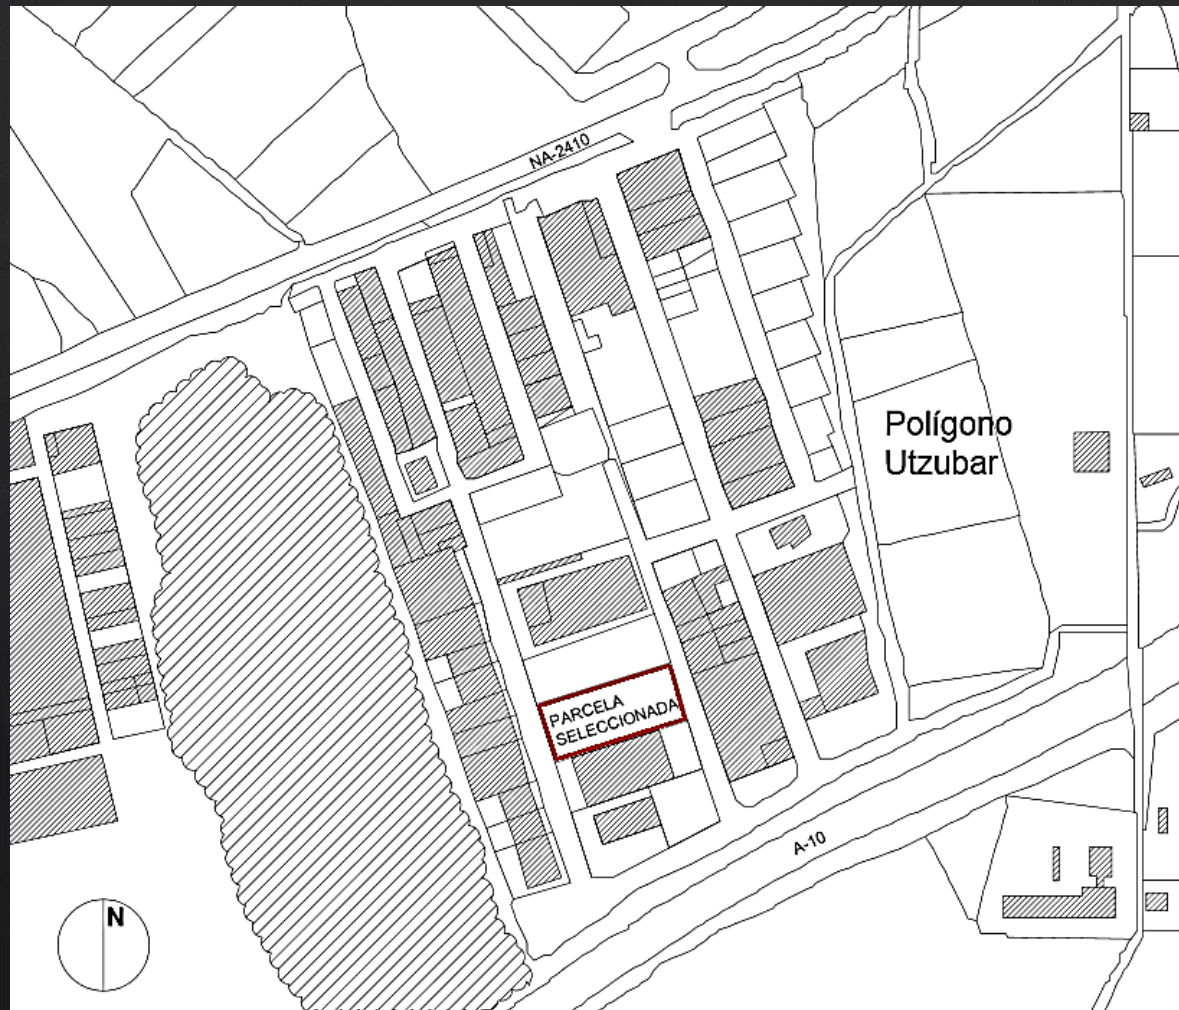 NA-2410
Polígono
Utzubar
PARCELA
SELECCIONADA
A-10
N